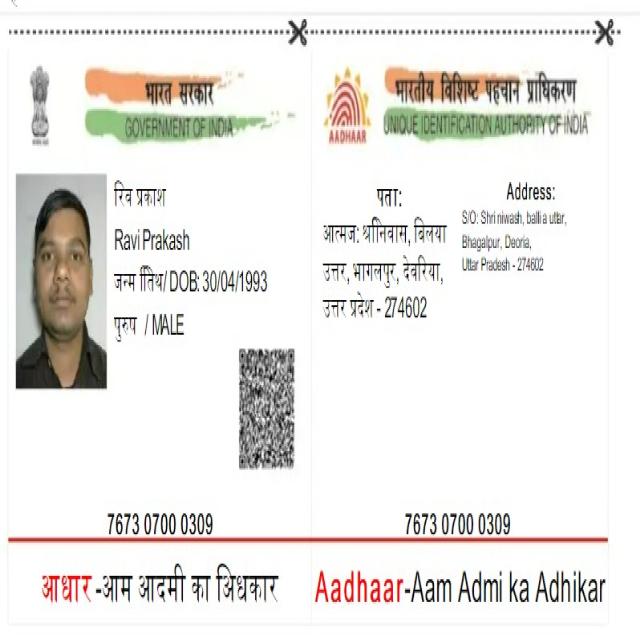 भारत सरकार
GOVERNMENT OF INDIA
रवि प्रकाश
Ravi Prakash
जन्म तिथि/ DOB: 30/04/1993
पुरुष / MALE
7673 0700 0309
आधार -आम आदमी का अधिकार
भारतीय विशिष्ट पहचान प्राधिकरण
UNIQUE IDENTIFICATION AUTHORITY OF INDIA
AADHAAR
पता:
आत्मज: श्रीनिवास, बिलया
उत्तर, भागलपुर, देवरिया,
उत्तर प्रदेश - 274602
Address:
S/O: Shri niwash, balli a uttar,
Bhagalpur, Deoria,
Uttar Pradesh - 274602
7673 0700 0309
Aadhaar-Aam Admi ka Adhikar